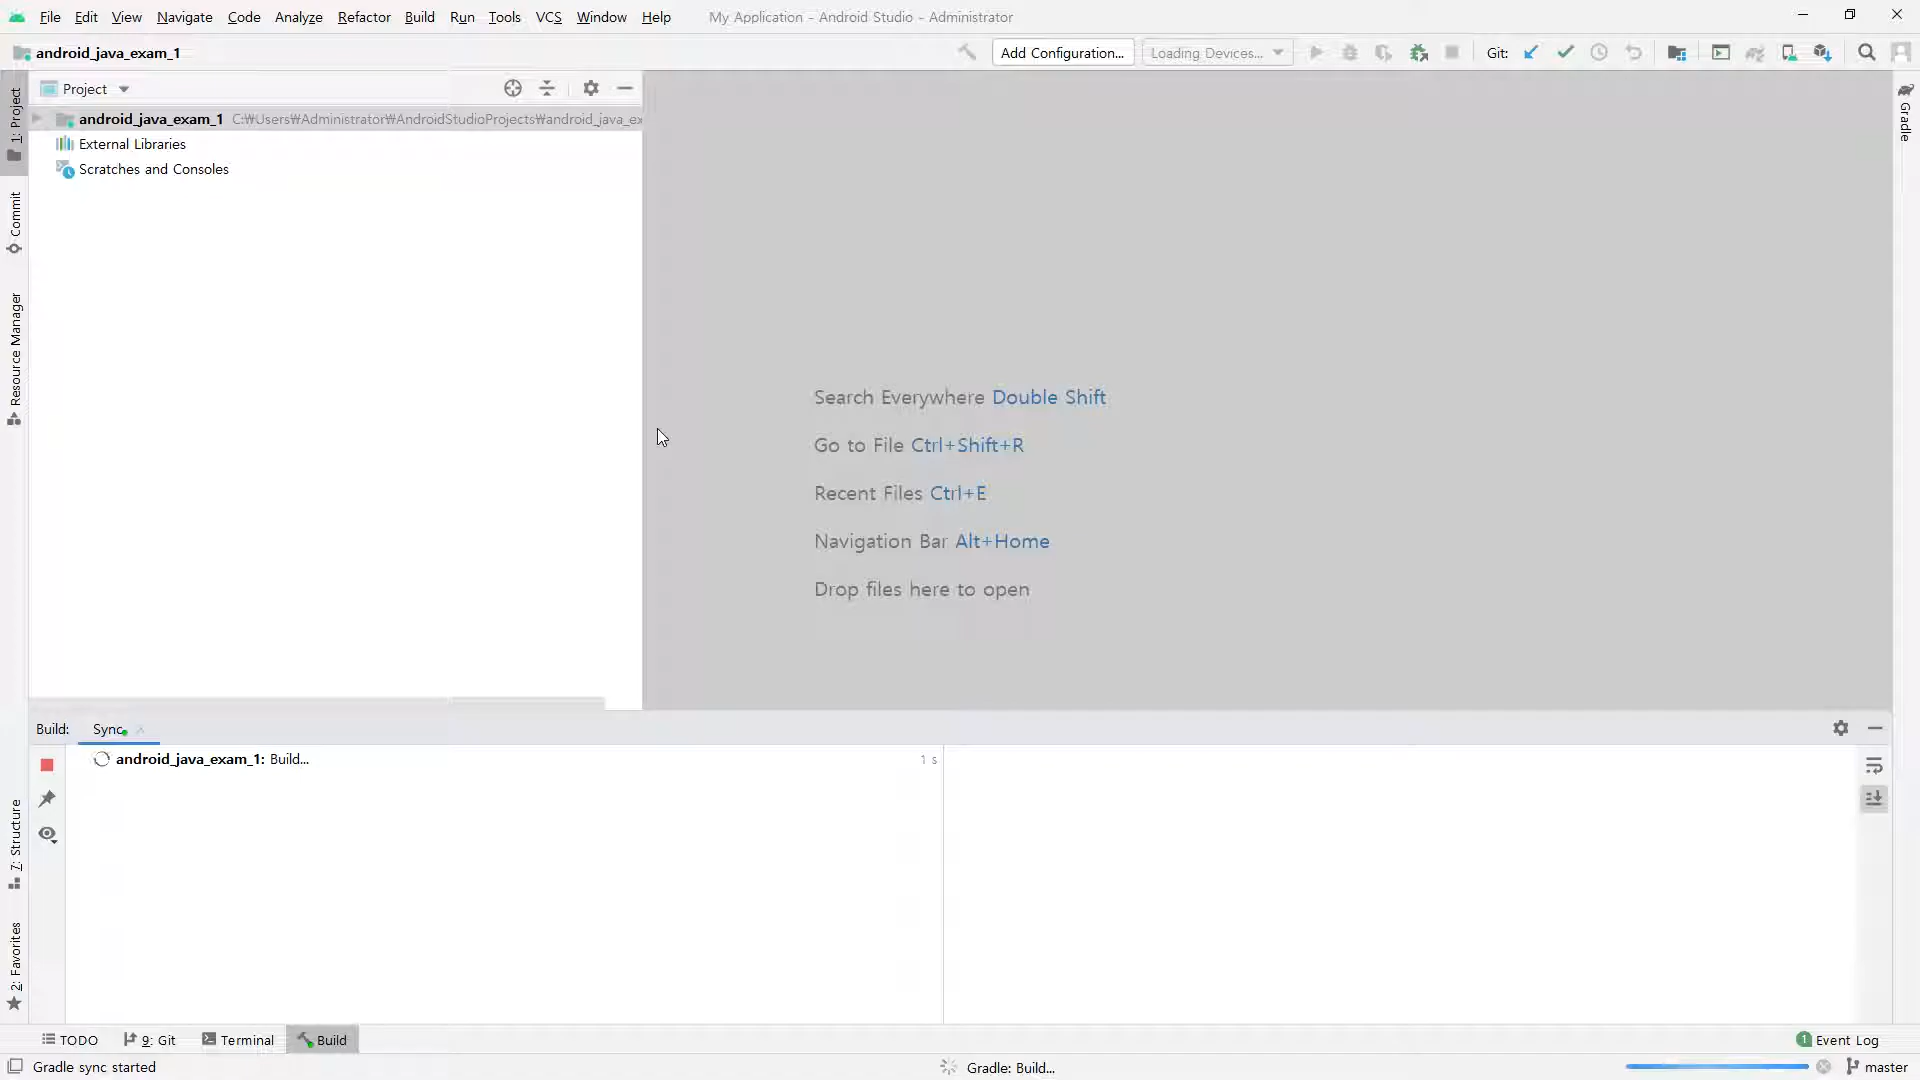 File Edit View Navigate Code Analyze Refactor Build Run Tools VCS Window Help My Application - Android Studio - Administrator
android_java_exam_1 Add Configuration... Loading Devices... Git:
Project
android_java_exam_1 C:₩Users₩Administrator₩AndroidStudioProjects₩android_java_ex
External Libraries
Scratches and Consoles
1: Project
Commit
Resource Manager
7: Structure
2: Favorites
Gradle
Search Everywhere Double Shift
Go to File Ctrl+Shift+R
Recent Files Ctrl+E
Navigation Bar Alt+Home
Drop files here to open
Build: Sync
android_java_exam_1: Build... 1 s
TODO 9: Git Terminal Build 1 Event Log
Gradle sync started Gradle: Build... master